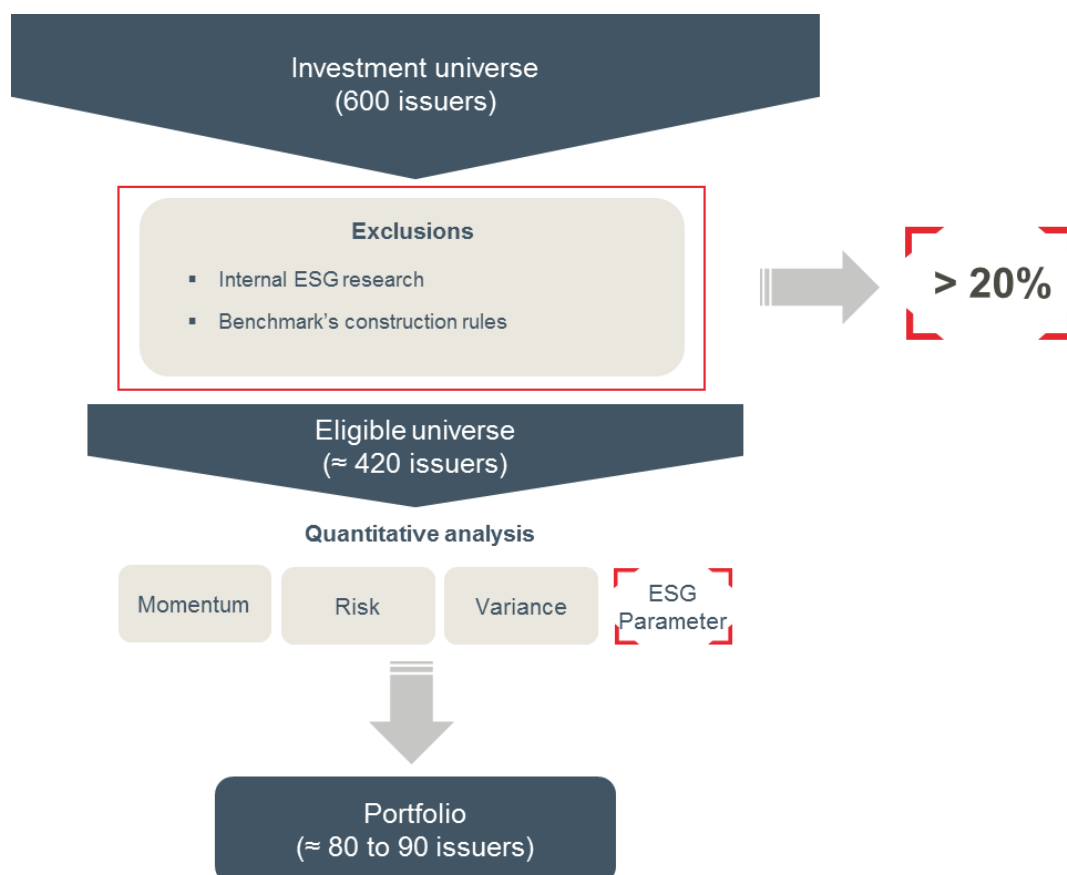 Investment universe
(600 issuers)
Exclusions
▪ Internal ESG research
▪ Benchmark's construction rules
> 20%
Eligible universe
(≈ 420 issuers)
Quantitative analysis
Momentum
Risk
Variance
ESG
Parameter
Portfolio
(≈ 80 to 90 issuers)